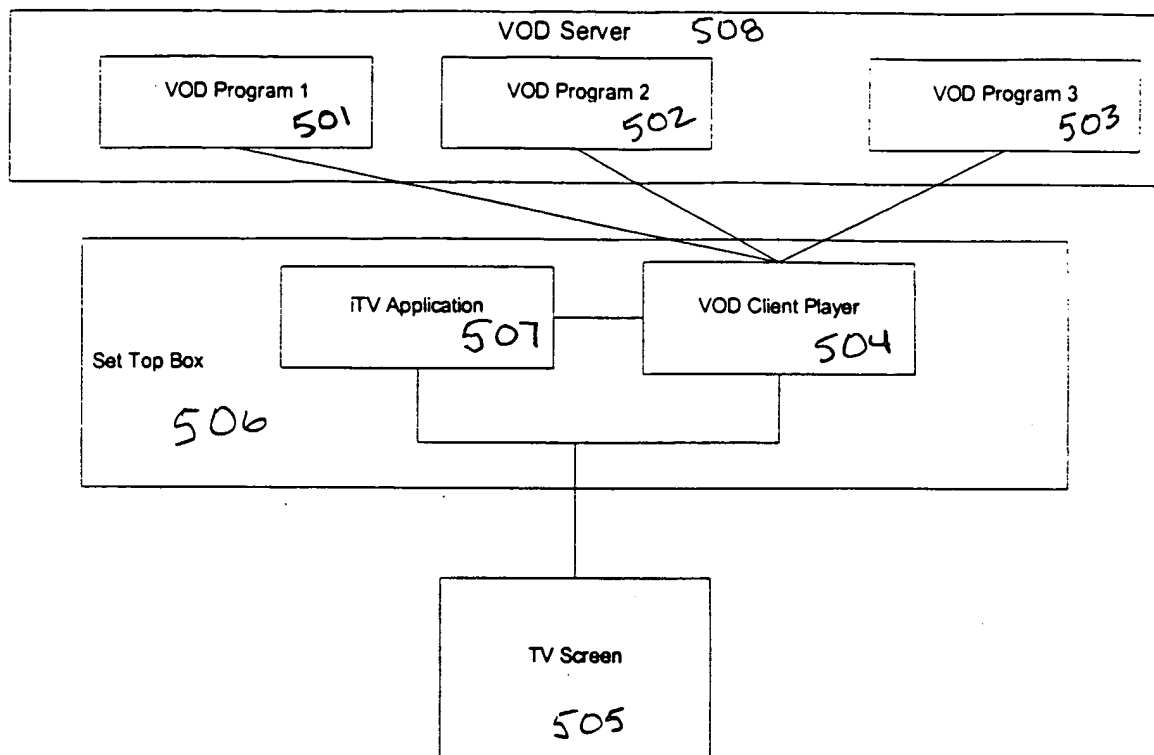 VOD Server 508
VOD Program 1
501
VOD Program 2
502
VOD Program 3
503
iTV Application
507
VOD Client Player
504
Set Top Box
506
TV Screen
505